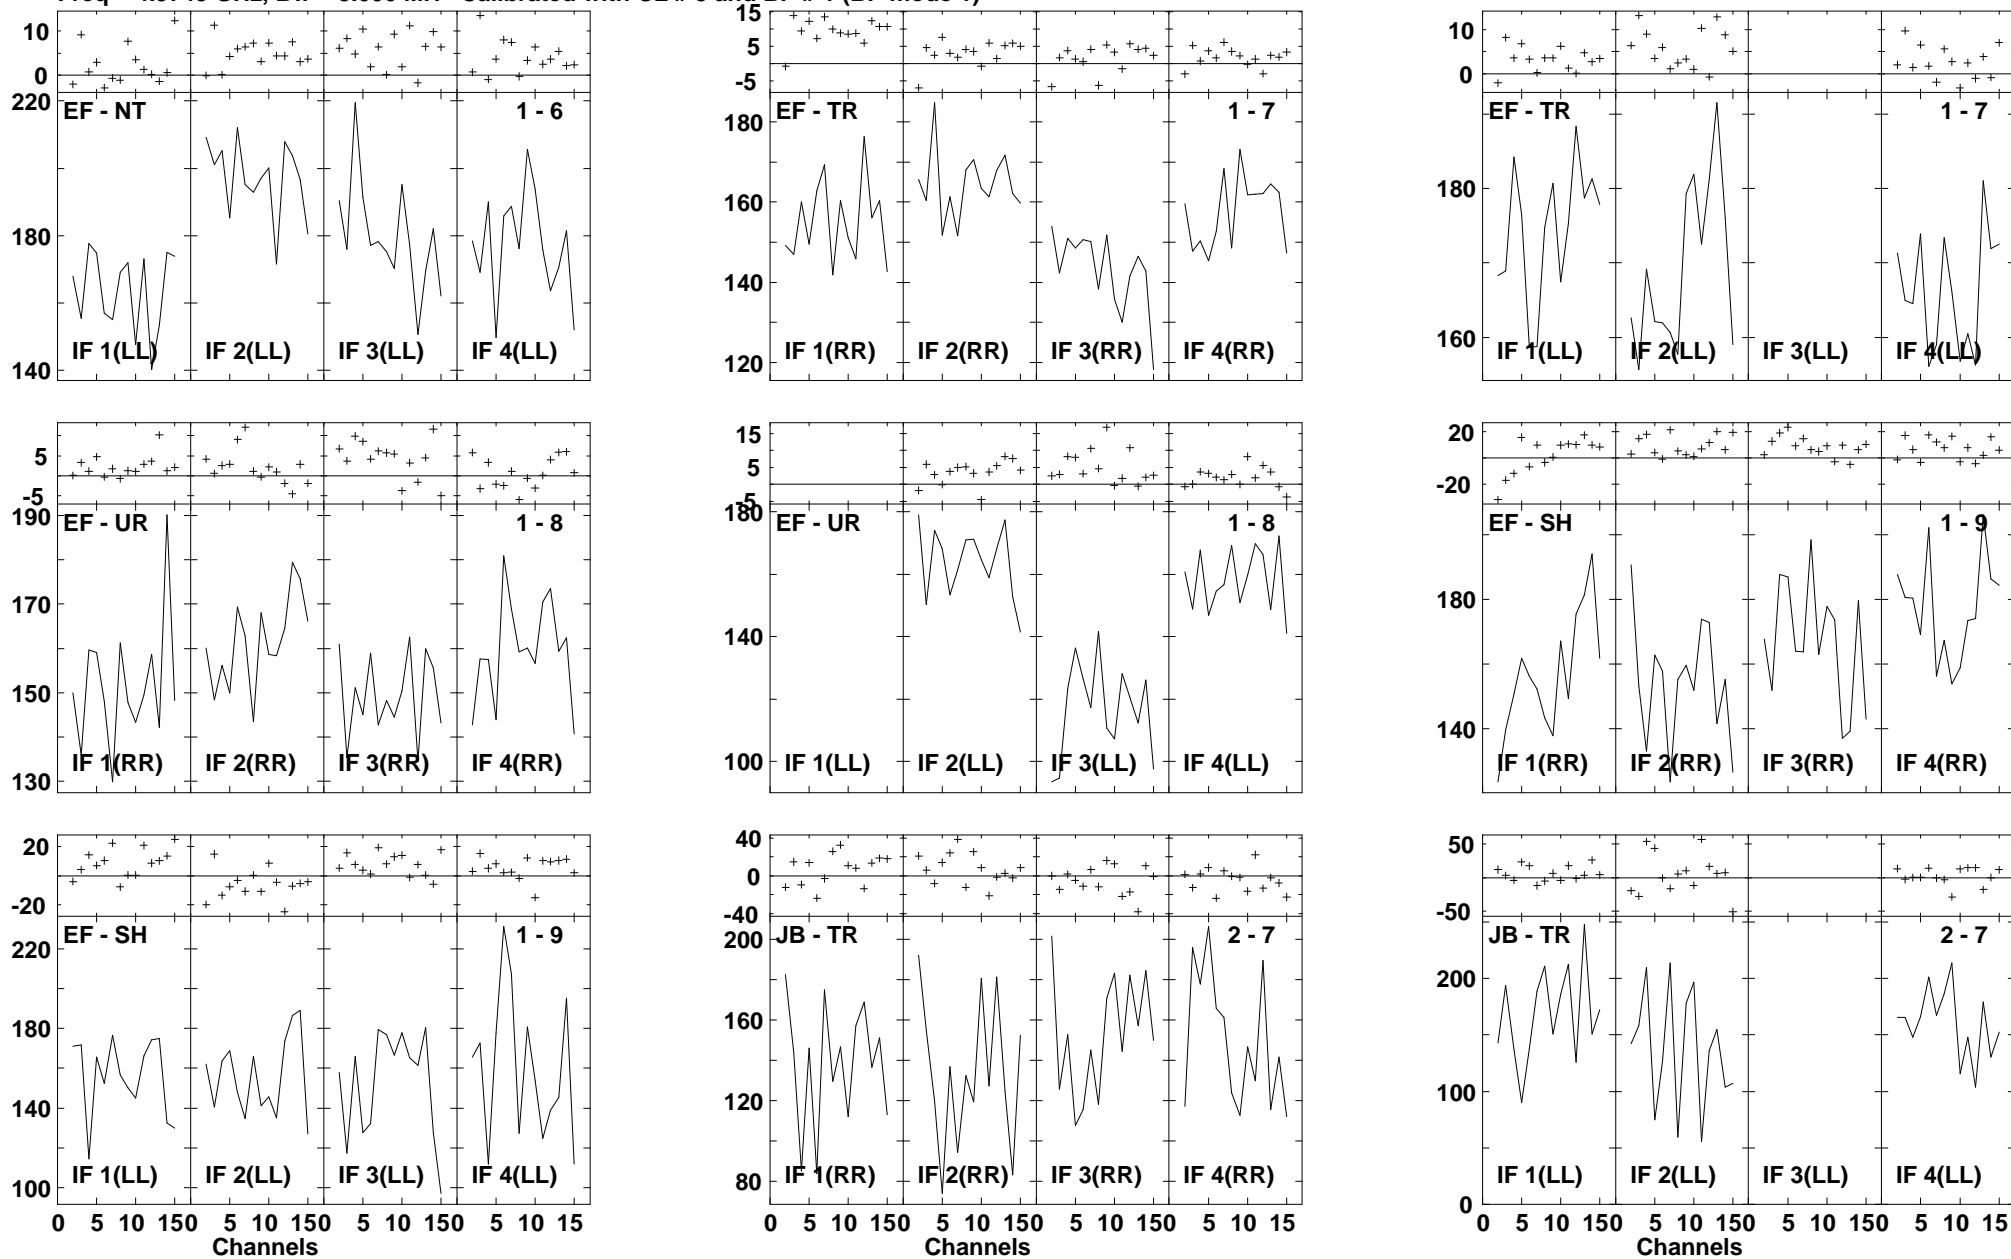 10
0
220
EF - NT
1 - 6
180
IF 1(LL)
IF 2(LL)
IF 3(LL)
IF 4(LL)
140
15
5
-5
180
EF - TR
1 - 7
160
140
IF 1(RR)
IF 2(RR)
IF 3(RR)
IF 4(RR)
120
10
0
EF - TR
1 - 7
180
160
IF 1(LL)
IF 2(LL)
IF 3(LL)
IF 4(LL)
5
-5
190
EF - UR
1 - 8
170
150
IF 1(RR)
IF 2(RR)
IF 3(RR)
IF 4(RR)
130
15
5
-5
180
EF - UR
1 - 8
140
100
IF 1(LL)
IF 2(LL)
IF 3(LL)
IF 4(LL)
20
-20
EF - SH
1 - 9
180
140
IF 1(RR)
IF 2(RR)
IF 3(RR)
IF 4(RR)
20
-20
EF - SH
1 - 9
220
180
140
IF 1(LL)
IF 2(LL)
IF 3(LL)
IF 4(LL)
100
0 5 10 15 0 5 10 15 0 5 10 15 0 5 10 15
Channels
40
0
-40
JB - TR
2 - 7
200
160
120
IF 1(RR)
IF 2(RR)
IF 3(RR)
IF 4(RR)
80
0 5 10 15 0 5 10 15 0 5 10 15 0 5 10 15
Channels
50
-50
JB - TR
2 - 7
200
100
IF 1(LL)
IF 2(LL)
IF 3(LL)
IF 4(LL)
0
0 5 10 15 0 5 10 15 0 5 10 15 0 5 10 15
Channels